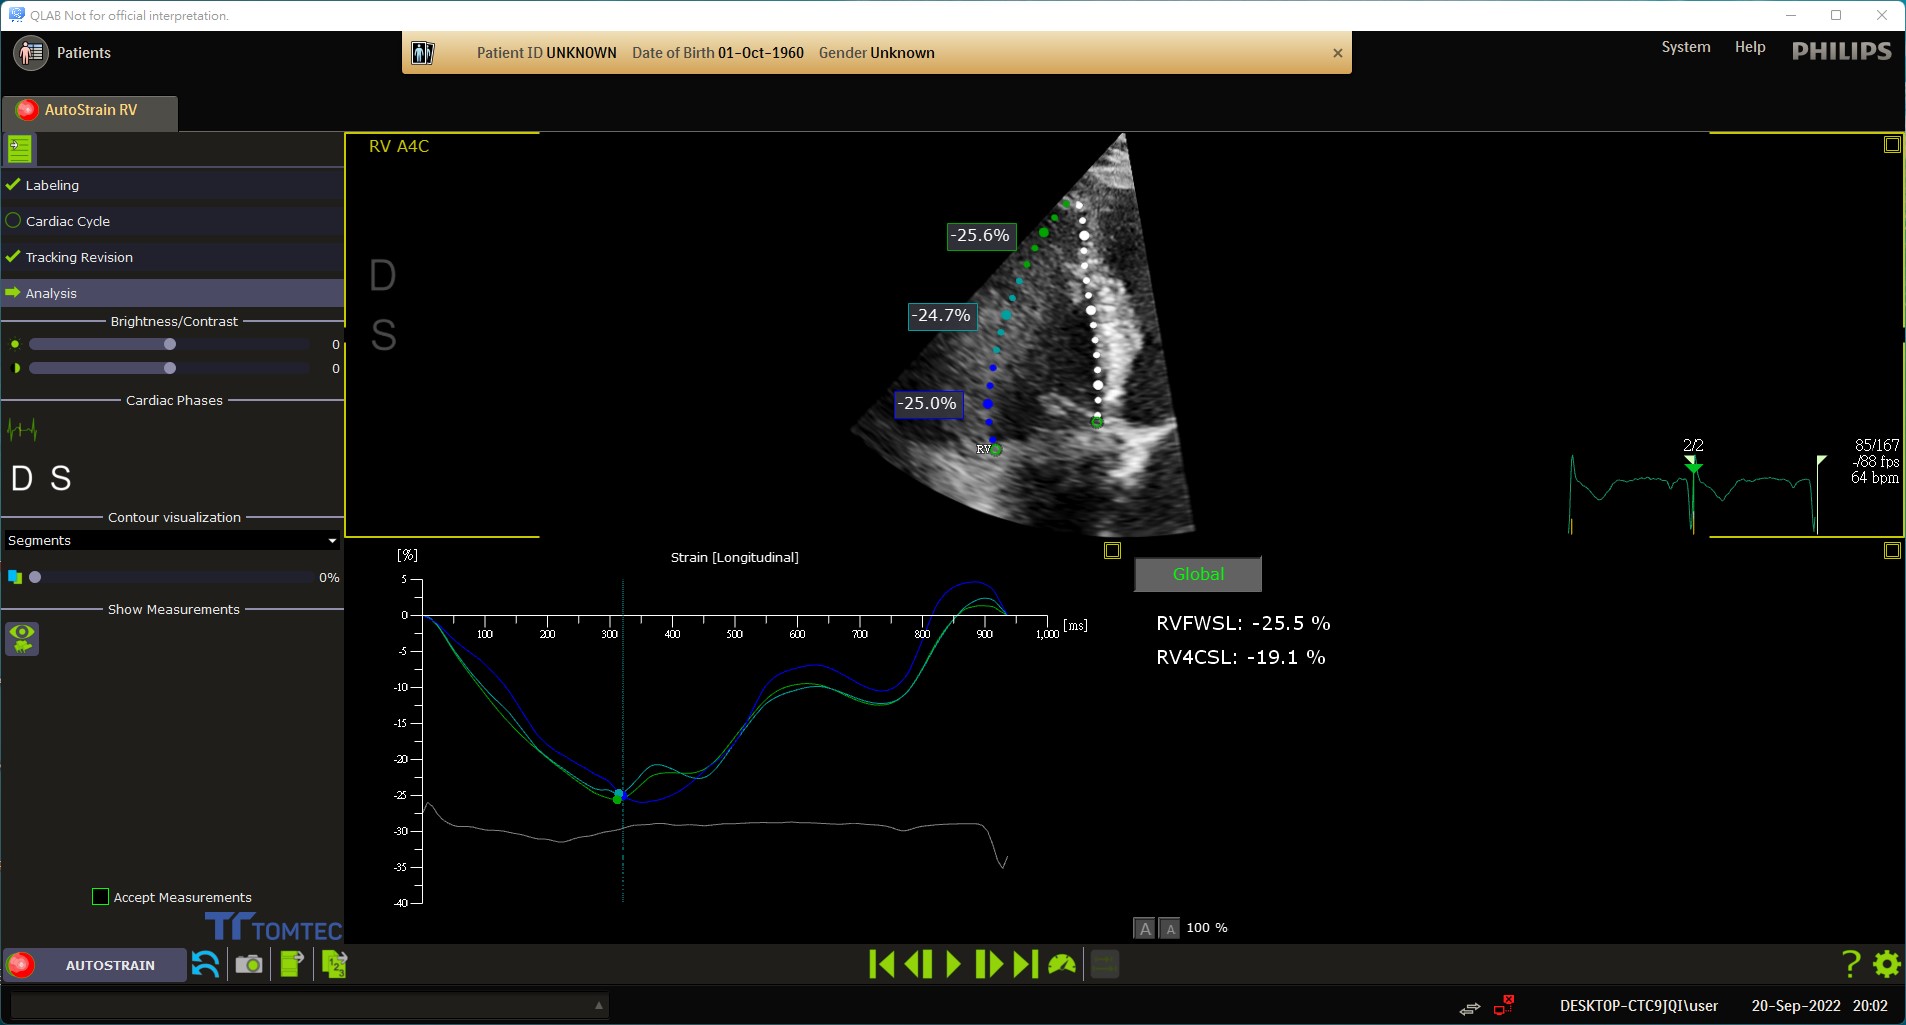 QLAB Not for official interpretation.
Patients
Patient ID UNKNOWN Date of Birth 01-Oct-1960 Gender Unknown
System Help PHILIPS
AutoStrain RV
Labeling
Cardiac Cycle
Tracking Revision
Analysis
Brightness/Contrast
0
0
Cardiac Phases
D S
Contour visualization
Segments
0%
Show Measurements
Accept Measurements
TOMTEC
AUTOSTRAIN
RV A4C
D
S
-25.6%
-24.7%
-25.0%
RV
2/2
85/167
-/88 fps
64 bpm
[%]
Strain [Longitudinal]
5
0
-5
-10
-15
-20
-25
-30
-35
-40
100 200 300 400 500 600 700 800 900 1,000 [ms]
Global
RVFWSL: -25.5 %
RV4CSL: -19.1 %
A A 100 %
1 2 3
?
DESKTOP-CTC9JQI\user 20-Sep-2022 20:02